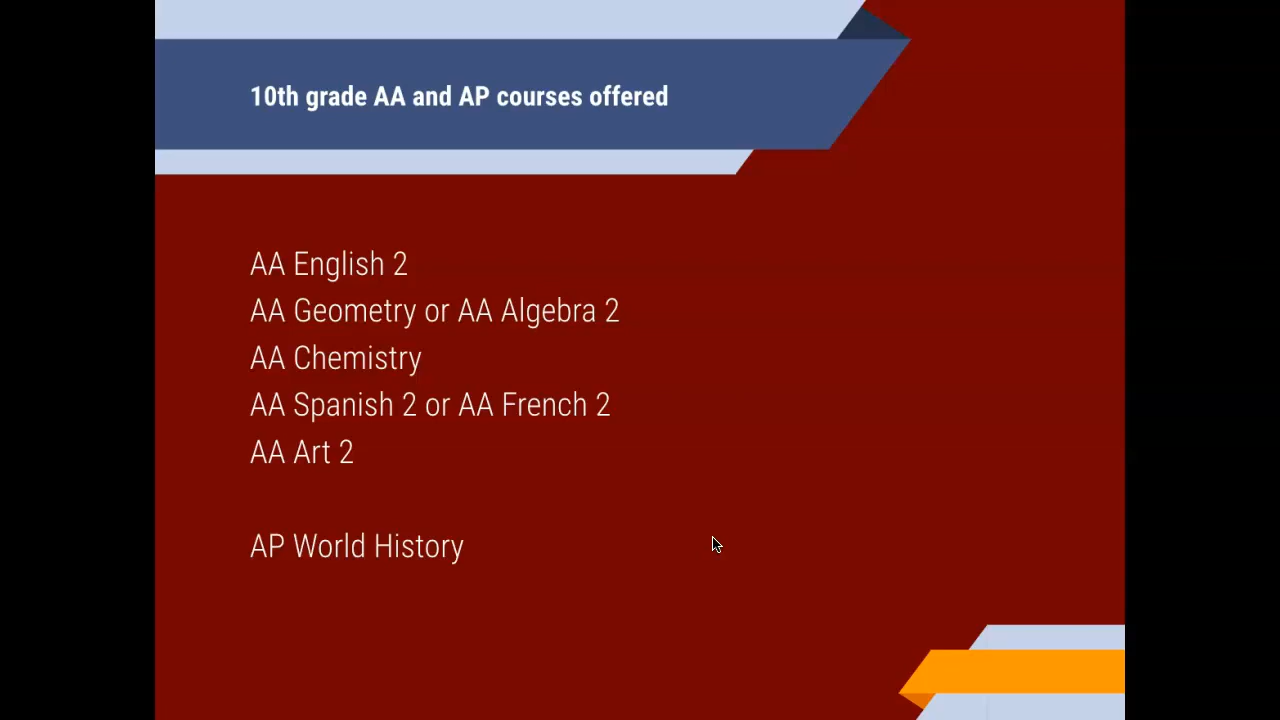 10th grade AA and AP courses offered
AA English 2
AA Geometry or AA Algebra 2
AA Chemistry
AA Spanish 2 or AA French 2
AA Art 2
AP World History